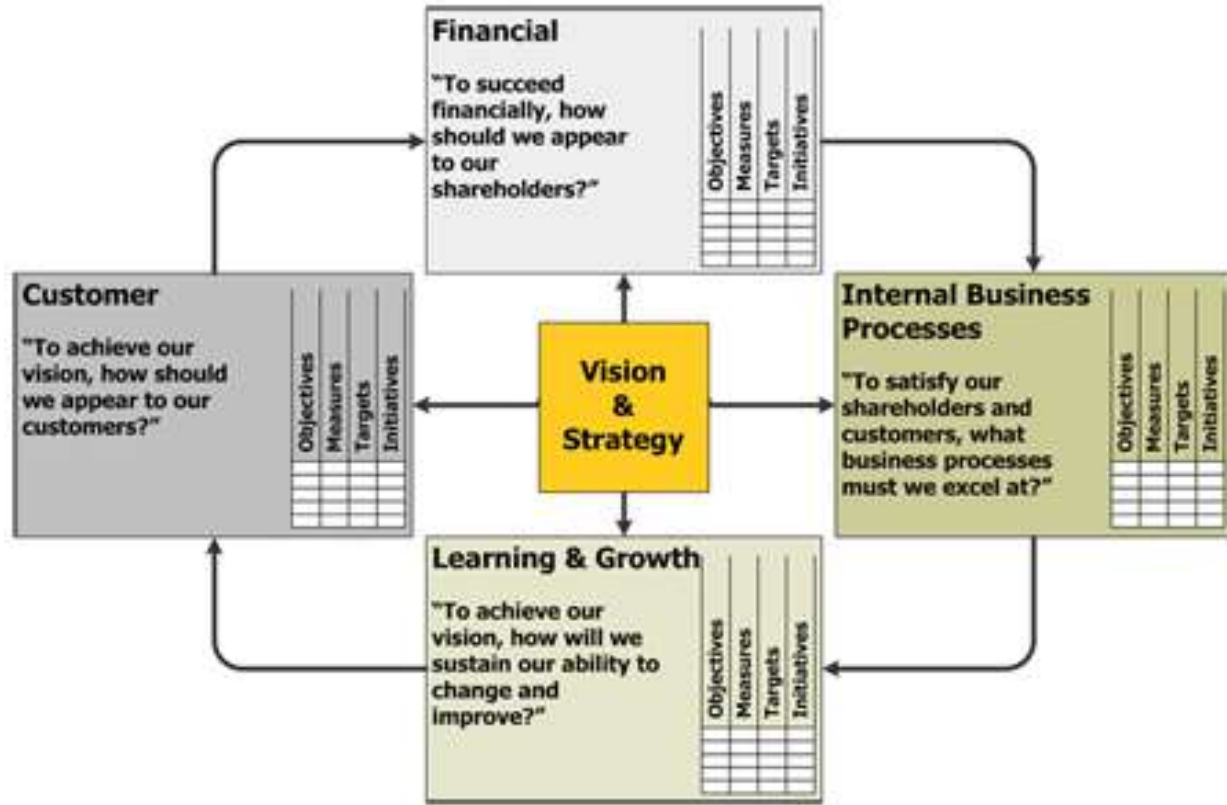 Financial
"To succeed
financially, how
should we appear
to our
shareholders?"
Objectives
Measures
Targets
Initiatives
Customer
"To achieve our
vision, how should
we appear to our
customers?"
Objectives
Measures
Targets
Initiatives
Vision
&
Strategy
Internal Business
Processes
"To satisfy our
shareholders and
customers, what
business processes
must we excel at?"
Objectives
Measures
Targets
Initiatives
Learning & Growth
"To achieve our
vision, how will we
sustain our ability to
change and
improve?"
Objectives
Measures
Targets
Initiatives